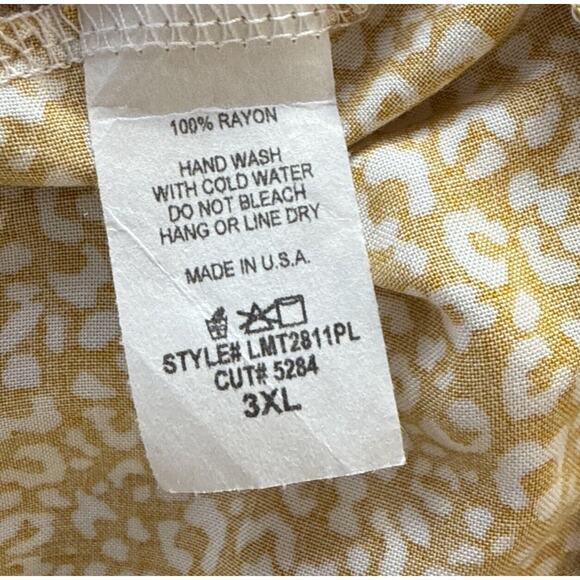 100% RAYON
HAND WASH
WITH COLD WATER
DO NOT BLEACH
HANG OR LINE DRY
MADE IN U.S.A.
STYLE# LMT2811PL
CUT# 5284
3XL